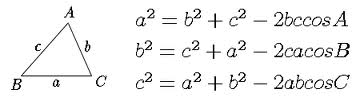 A
c
b
B
a
C
a² = b² + c² − 2bccosA
b² = c² + a² − 2cacosB
c² = a² + b² − 2abcosC